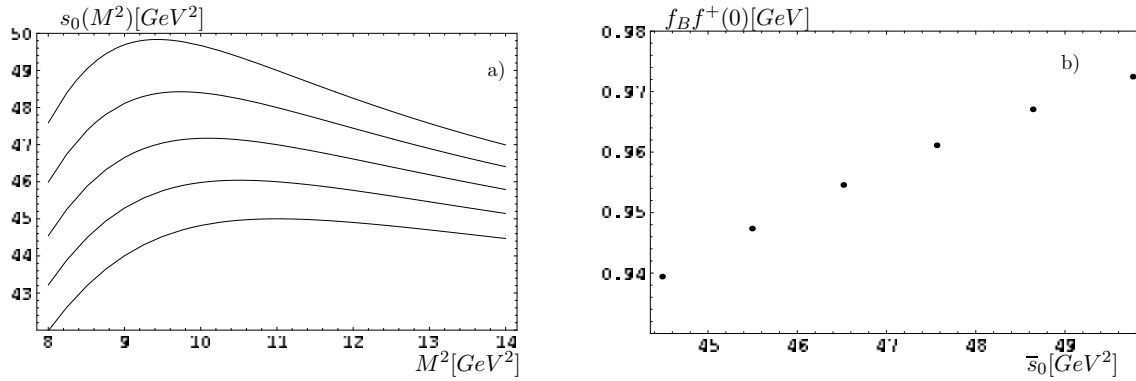 s₀(M²)[GeV²]
50
49
48
47
46
45
44
43
8 9 10 11 12 13 14
M²[GeV²]
a)
f_B f⁺(0)[GeV]
0.98
0.97
0.96
0.95
0.94
45 46 47 48 49
s̅₀[GeV²]
b)